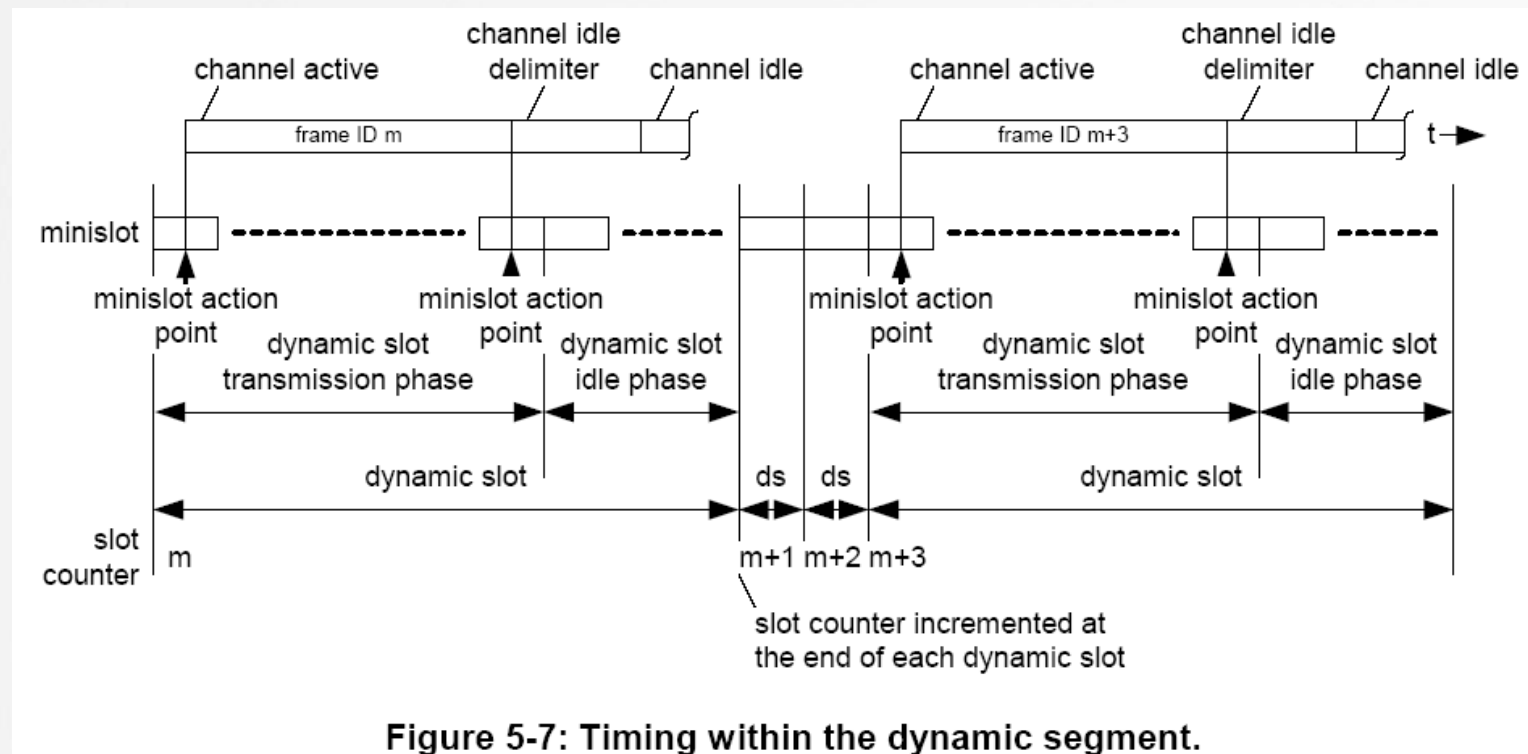 channel idle
delimiter
channel active
channel idle
channel idle
delimiter
channel active
channel idle
frame ID m
frame ID m+3
t
minislot
minislot action
point
minislot action
point
minislot action
point
minislot action
point
dynamic slot
transmission phase
dynamic slot
idle phase
dynamic slot
transmission phase
dynamic slot
idle phase
dynamic slot
ds
ds
dynamic slot
slot
counter
m
m+1
m+2
m+3
slot counter incremented at
the end of each dynamic slot
Figure 5-7: Timing within the dynamic segment.